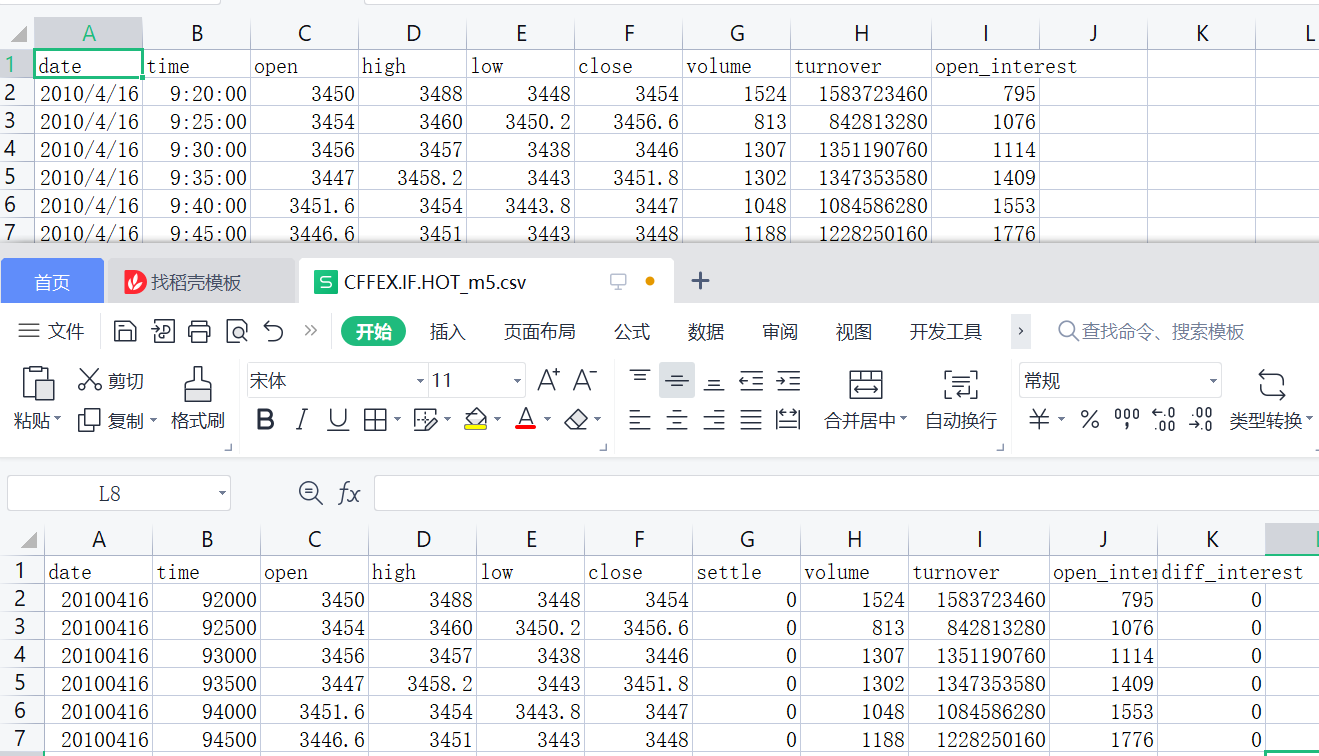 A B C D E F G H I J K L
1 date time open high low close volume turnover open_interest
2 2010/4/16 9:20:00 3450 3488 3448 3454 1524 1583723460 795
3 2010/4/16 9:25:00 3454 3460 3450.2 3456.6 813 842813280 1076
4 2010/4/16 9:30:00 3456 3457 3438 3446 1307 1351190760 1114
5 2010/4/16 9:35:00 3447 3458.2 3443 3451.8 1302 1347353580 1409
6 2010/4/16 9:40:00 3451.6 3454 3443.8 3447 1048 1084586280 1553
7 2010/4/16 9:45:00 3446.6 3451 3443 3448 1188 1228250160 1776
首页 找稻壳模板 S CFFEX.IF.HOT_m5.csv +
文件 开始 插入 页面布局 公式 数据 审阅 视图 开发工具 查找命令、搜索模板
剪切 宋体 11 A+ A- 常规
粘贴 复制 格式刷 B I U A 合并居中 自动换行 ¥ % 000 ←.0 .00 .00 →.0 类型转换
L8 fx
A B C D E F G H I J K
1 date time open high low close settle volume turnover open_inter diff_interest
2 20100416 92000 3450 3488 3448 3454 0 1524 1583723460 795 0
3 20100416 92500 3454 3460 3450.2 3456.6 0 813 842813280 1076 0
4 20100416 93000 3456 3457 3438 3446 0 1307 1351190760 1114 0
5 20100416 93500 3447 3458.2 3443 3451.8 0 1302 1347353580 1409 0
6 20100416 94000 3451.6 3454 3443.8 3447 0 1048 1084586280 1553 0
7 20100416 94500 3446.6 3451 3443 3448 0 1188 1228250160 1776 0